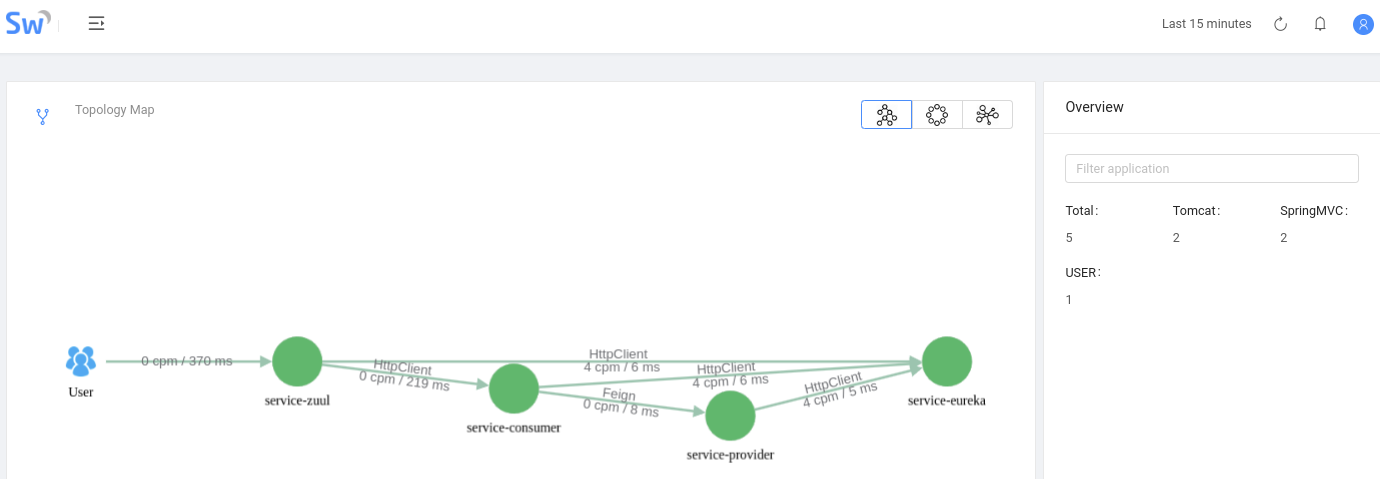 Sw
Last 15 minutes
Topology Map
Overview
Filter application
Total:
Tomcat:
SpringMVC:
5
2
2
USER:
1
0 cpm / 370 ms
User
service-zuul
HttpClient
0 cpm / 219 ms
service-consumer
HttpClient
4 cpm / 6 ms
HttpClient
4 cpm / 6 ms
Feign
0 cpm / 8 ms
service-provider
HttpClient
4 cpm / 5 ms
service-eureka